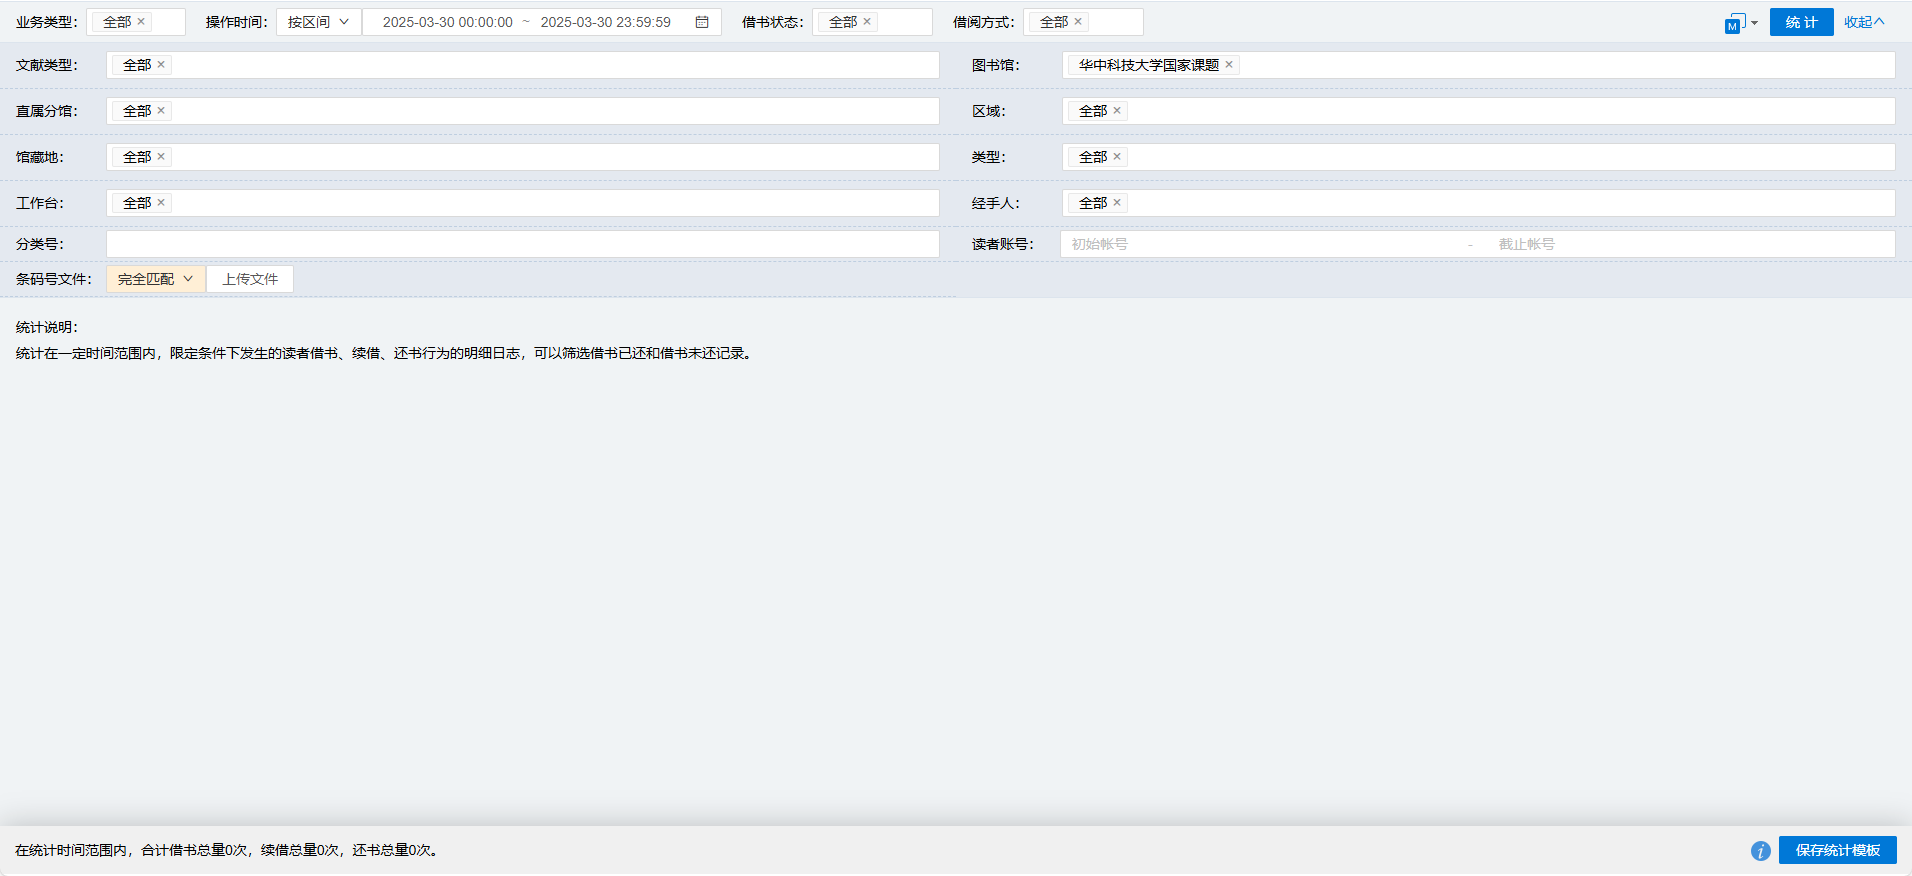 业务类型: 全部 × 操作时间: 按区间 2025-03-30 00:00:00 ~ 2025-03-30 23:59:59 借书状态: 全部 × 借阅方式: 全部 × M 统 计 收起
文献类型: 全部 × 图书馆: 华中科技大学国家课题 ×
直属分馆: 全部 × 区域: 全部 ×
馆藏地: 全部 × 类型: 全部 ×
工作台: 全部 × 经手人: 全部 ×
分类号: 读者账号: 初始帐号 - 截止帐号
条码号文件: 完全匹配 上传文件
统计说明:
统计在一定时间范围内，限定条件下发生的读者借书、续借、还书行为的明细日志，可以筛选借书已还和借书未还记录。
在统计时间范围内，合计借书总量0次，续借总量0次，还书总量0次。 i 保存统计模板